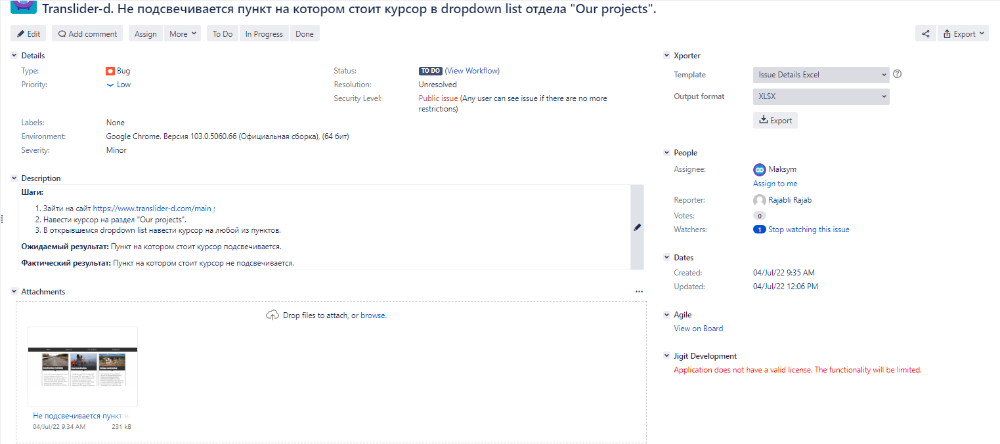 Translider-d. Не подсвечивается пункт на котором стоит курсор в dropdown list отдела "Our projects".
Edit
Add comment
Assign
More
To Do
In Progress
Done
Export
Details
Type:
Bug
Status:
TO DO (View Workflow)
Priority:
Low
Resolution:
Unresolved
Security Level:
Public issue (Any user can see issue if there are no more
restrictions)
Labels:
None
Environment:
Google Chrome. Версия 103.0.5060.66 (Официальная сборка), (64 бит)
Severity:
Minor
Description
Шаги:
1. Зайти на сайт https://www.translider-d.com/main ;
2. Навести курсор на раздел "Our projects".
3. В открывшемся dropdown list навести курсор на любой из пунктов.
Ожидаемый результат: Пункт на котором стоит курсор подсвечивается.
Фактический результат: Пункт на котором стоит курсор не подсвечивается.
Attachments
Drop files to attach, or browse.
Не подсвечивается пункт
04/Jul/22 9:34 AM
231 kB
Xporter
Template
Issue Details Excel
Output format
XLSX
Export
People
Assignee:
Maksym
Assign to me
Reporter:
Rajabli Rajab
Votes:
0
Watchers:
1 Stop watching this issue
Dates
Created:
04/Jul/22 9:35 AM
Updated:
04/Jul/22 12:06 PM
Agile
View on Board
Jigit Development
Application does not have a valid license. The functionality will be limited.